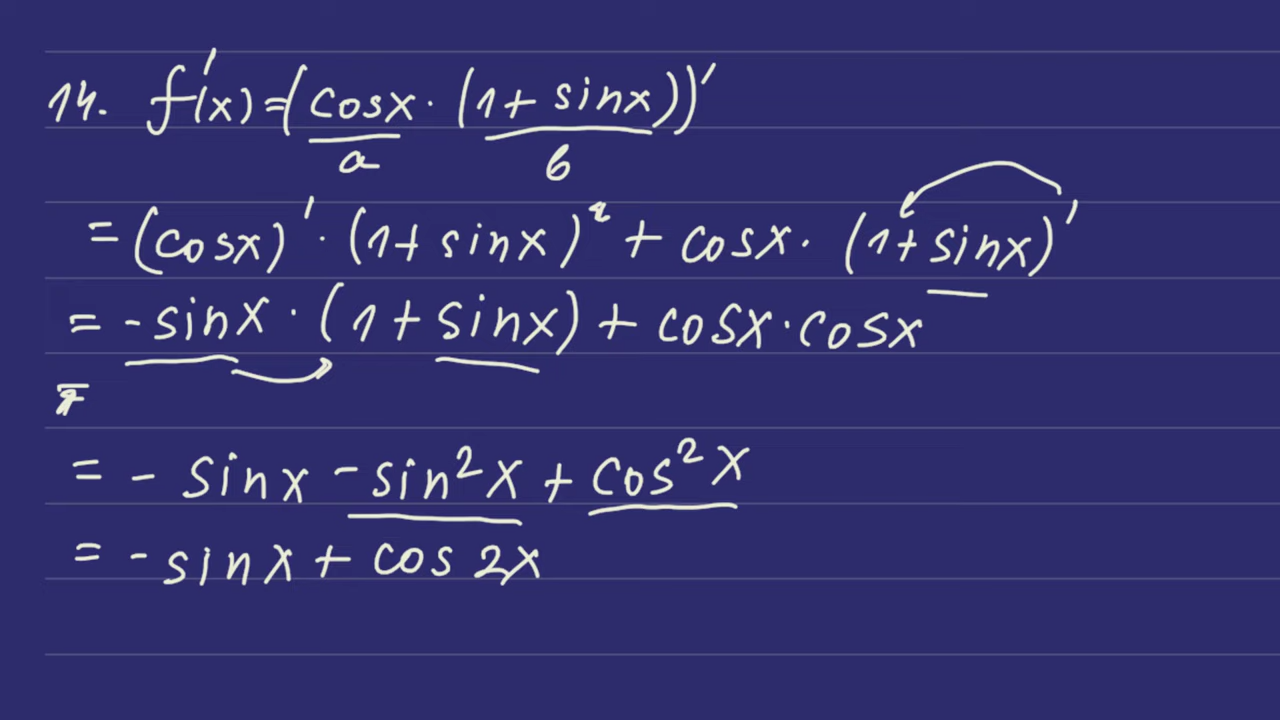 14. f'(x)=(cosx · (1+ sinx))'
a b
= (cosx)' · (1+ sinx) + cosx · (1+sinx)'
= -sinx · (1+sinx) + cosx·cosx
= - sinx -sin²x + cos²x
= -sinx + cos 2x